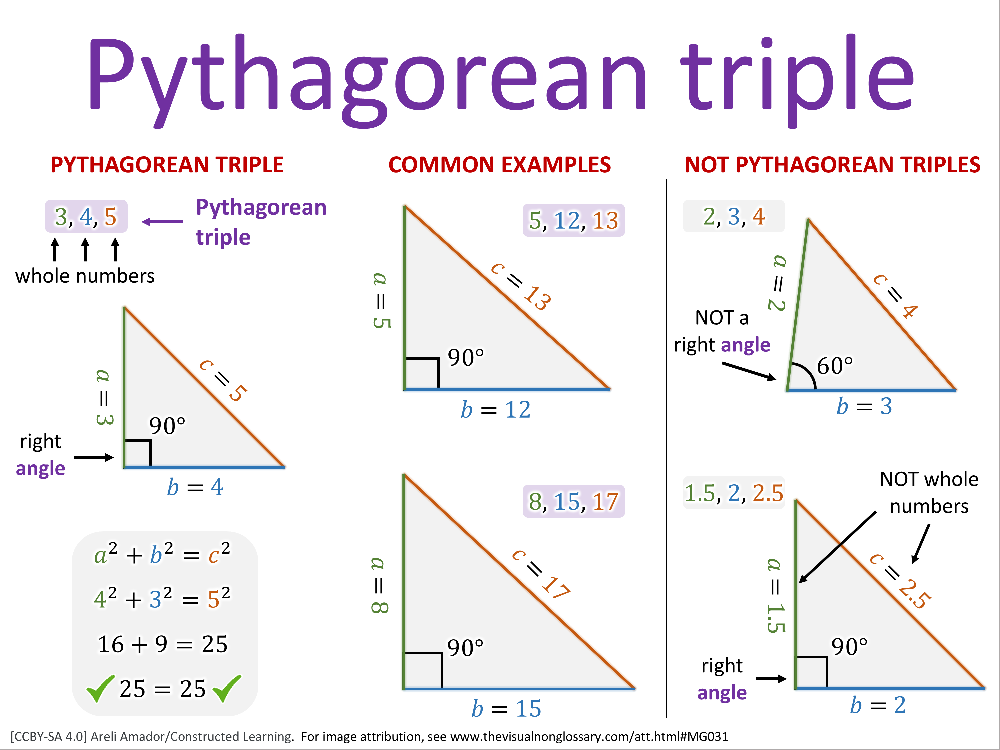 Pythagorean triple
PYTHAGOREAN TRIPLE
3, 4, 5
Pythagorean
triple
whole numbers
a = 3
c = 5
90°
right
angle
b = 4
a² + b² = c²
4² + 3² = 5²
16 + 9 = 25
25 = 25
COMMON EXAMPLES
5, 12, 13
a = 5
c = 13
90°
b = 12
8, 15, 17
a = 8
c = 17
90°
b = 15
NOT PYTHAGOREAN TRIPLES
2, 3, 4
a = 2
c = 4
NOT a
right angle
60°
b = 3
1.5, 2, 2.5
NOT whole
numbers
a = 1.5
c = 2.5
90°
right
angle
b = 2
[CCBY-SA 4.0] Areli Amador/Constructed Learning. For image attribution, see www.thevisualnonglossary.com/att.html#MG031